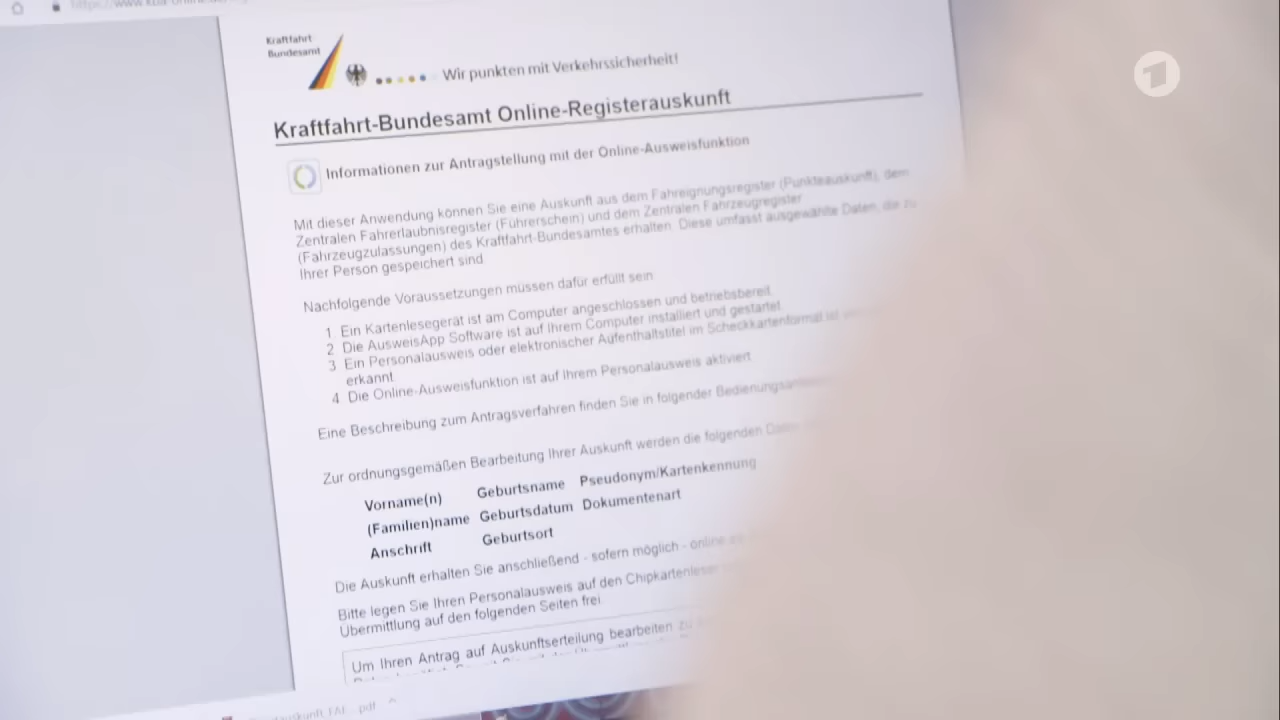 https://www.kba-online.de
Kraftfahrt
Bundesamt
Wir punkten mit Verkehrssicherheit!
1
Kraftfahrt-Bundesamt Online-Registerauskunft
Informationen zur Antragstellung mit der Online-Ausweisfunktion
Mit dieser Anwendung können Sie eine Auskunft aus dem Fahreignungsregister (Punkteauskunft), dem
Zentralen Fahrerlaubnisregister (Führerschein) und dem Zentralen Fahrzeugregister
(Fahrzeugzulassungen) des Kraftfahrt-Bundesamtes erhalten. Diese umfasst ausgewählte Daten, die zu
Ihrer Person gespeichert sind.
Nachfolgende Voraussetzungen müssen dafür erfüllt sein
1 Ein Kartenlesegerät ist am Computer angeschlossen und betriebsbereit.
2 Die AusweisApp Software ist auf Ihrem Computer installiert und gestartet.
3 Ein Personalausweis oder elektronischer Aufenthaltstitel im Scheckkartenformat ist
erkannt.
4 Die Online-Ausweisfunktion ist auf Ihrem Personalausweis aktiviert.
Eine Beschreibung zum Antragsverfahren finden Sie in folgender
Zur ordnungsgemäßen Bearbeitung Ihrer Auskunft werden die folgenden
Vorname(n) Geburtsname Pseudonym/Kartenkennung
(Familien)name Geburtsdatum Dokumentenart
Anschrift Geburtsort
Die Auskunft erhalten Sie anschließend - sofern möglich - online
Bitte legen Sie Ihren Personalausweis auf den Chipkartenleser
Übermittlung auf den folgenden Seiten frei.
Um Ihren Antrag auf Auskunftserteilung bearbeiten zu